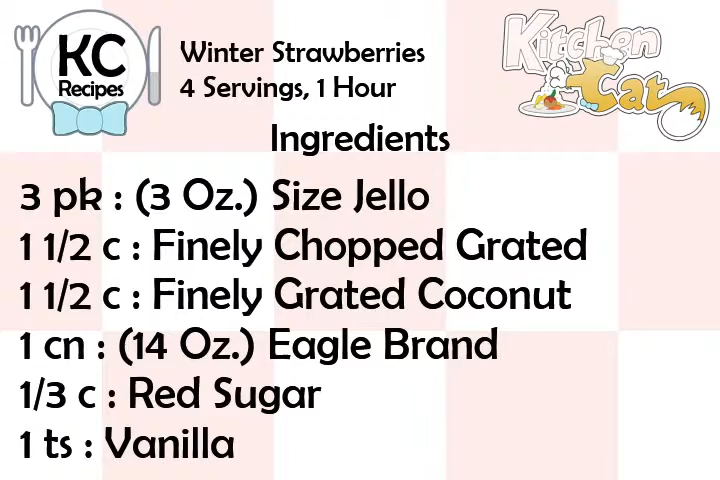 KC
Recipes
Winter Strawberries
4 Servings, 1 Hour
Kitchen
Cat
Ingredients
3 pk : (3 Oz.) Size Jello
1 1/2 c : Finely Chopped Grated
1 1/2 c : Finely Grated Coconut
1 cn : (14 Oz.) Eagle Brand
1/3 c : Red Sugar
1 ts : Vanilla